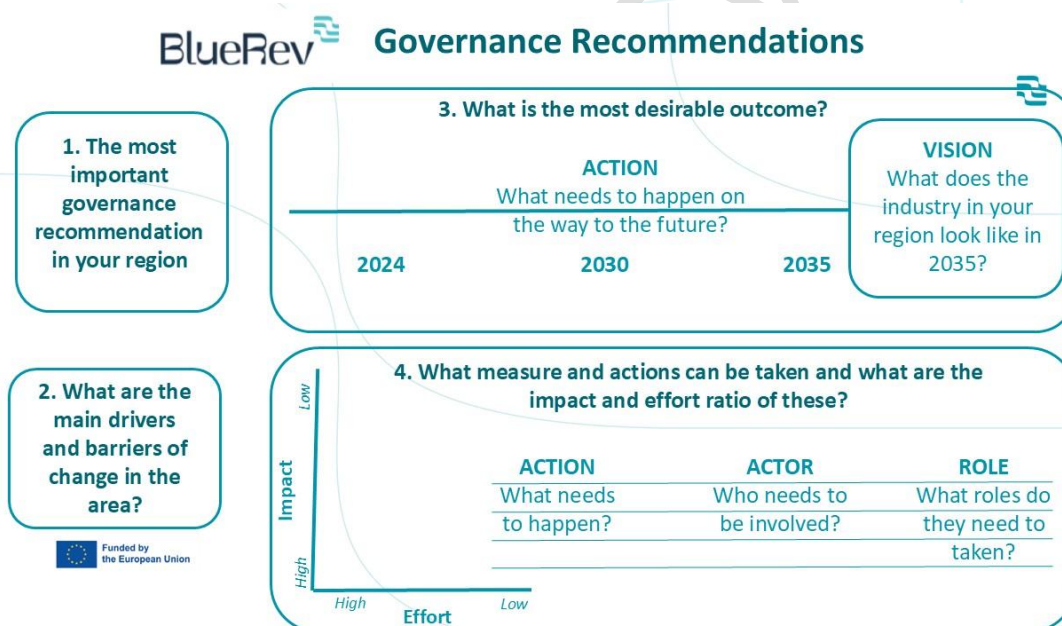 BlueRev
Governance Recommendations
1. The most
important
governance
recommendation
in your region
3. What is the most desirable outcome?
ACTION
What needs to happen on
the way to the future?
2024
2030
2035
VISION
What does the
industry in your
region look like in
2035?
2. What are the
main drivers
and barriers of
change in the
area?
Funded by
the European Union
4. What measure and actions can be taken and what are the
impact and effort ratio of these?
Low
Impact
High
High
Low
Effort
ACTION
ACTOR
ROLE
What needs
to happen?
Who needs to
be involved?
What roles do
they need to
taken?